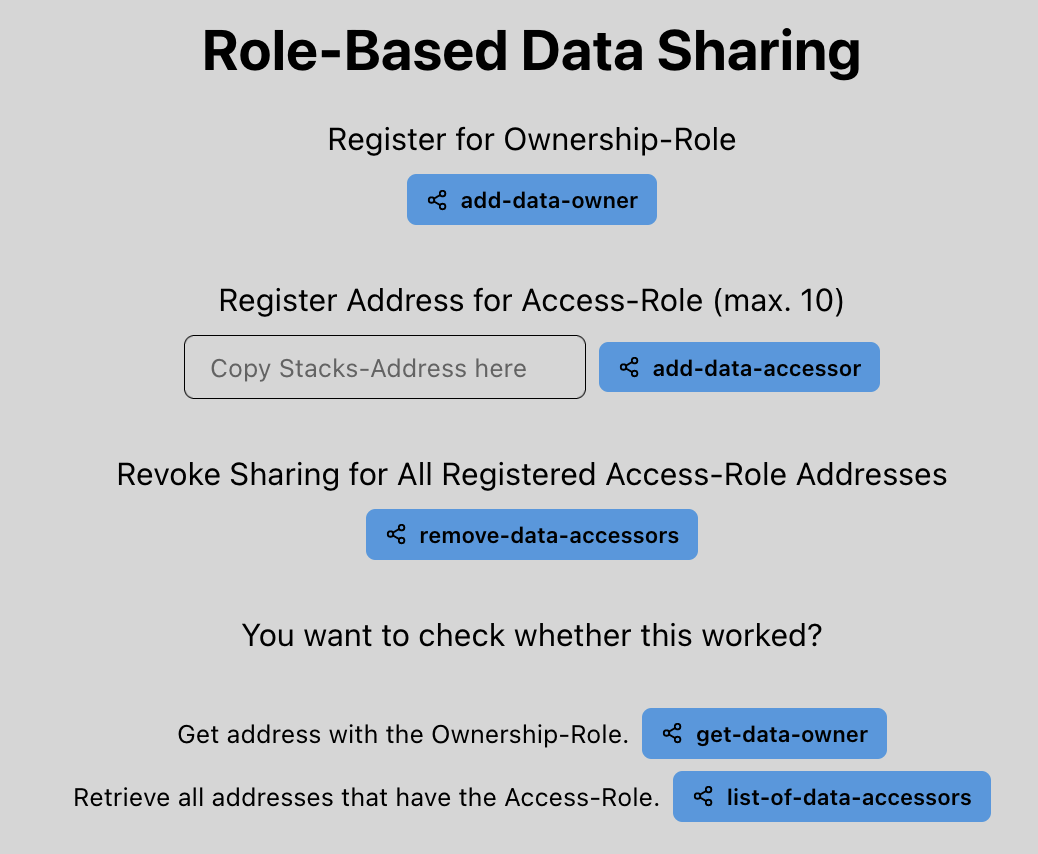 Role-Based Data Sharing
Register for Ownership-Role
add-data-owner
Register Address for Access-Role (max. 10)
Copy Stacks-Address here
add-data-accessor
Revoke Sharing for All Registered Access-Role Addresses
remove-data-accessors
You want to check whether this worked?
Get address with the Ownership-Role. get-data-owner
Retrieve all addresses that have the Access-Role. list-of-data-accessors